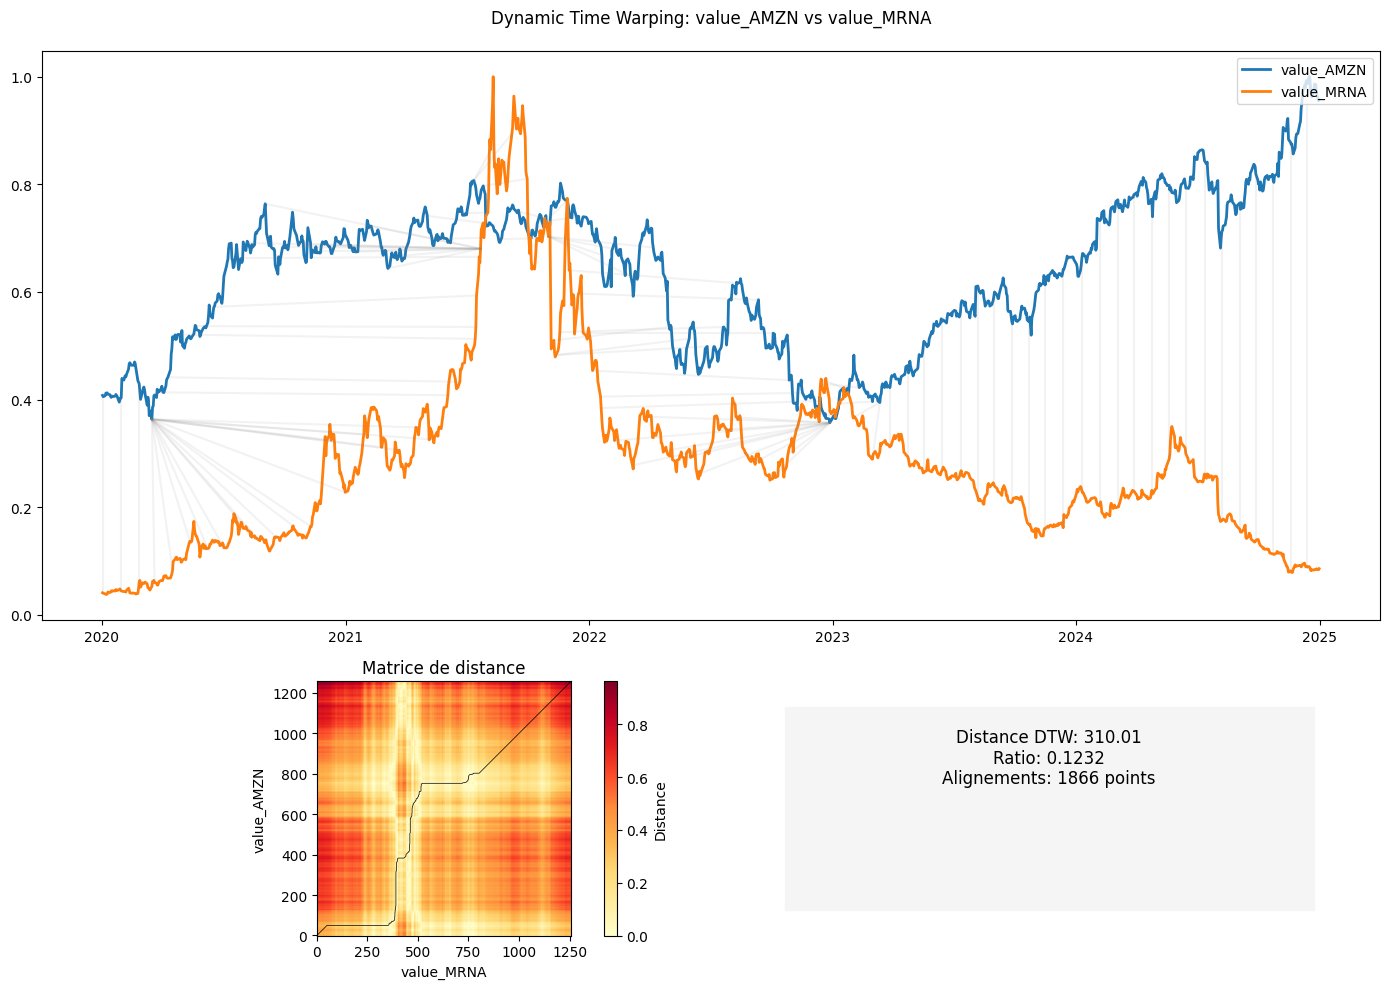 Dynamic Time Warping: value_AMZN vs value_MRNA
value_AMZN
value_MRNA
1.0
0.8
0.6
0.4
0.2
0.0
2020 2021 2022 2023 2024 2025
Matrice de distance
value_AMZN
1200
1000
800
600
400
200
0
0 250 500 750 1000 1250
value_MRNA
0.8
0.6
0.4
0.2
0.0
Distance
Distance DTW: 310.01
Ratio: 0.1232
Alignements: 1866 points